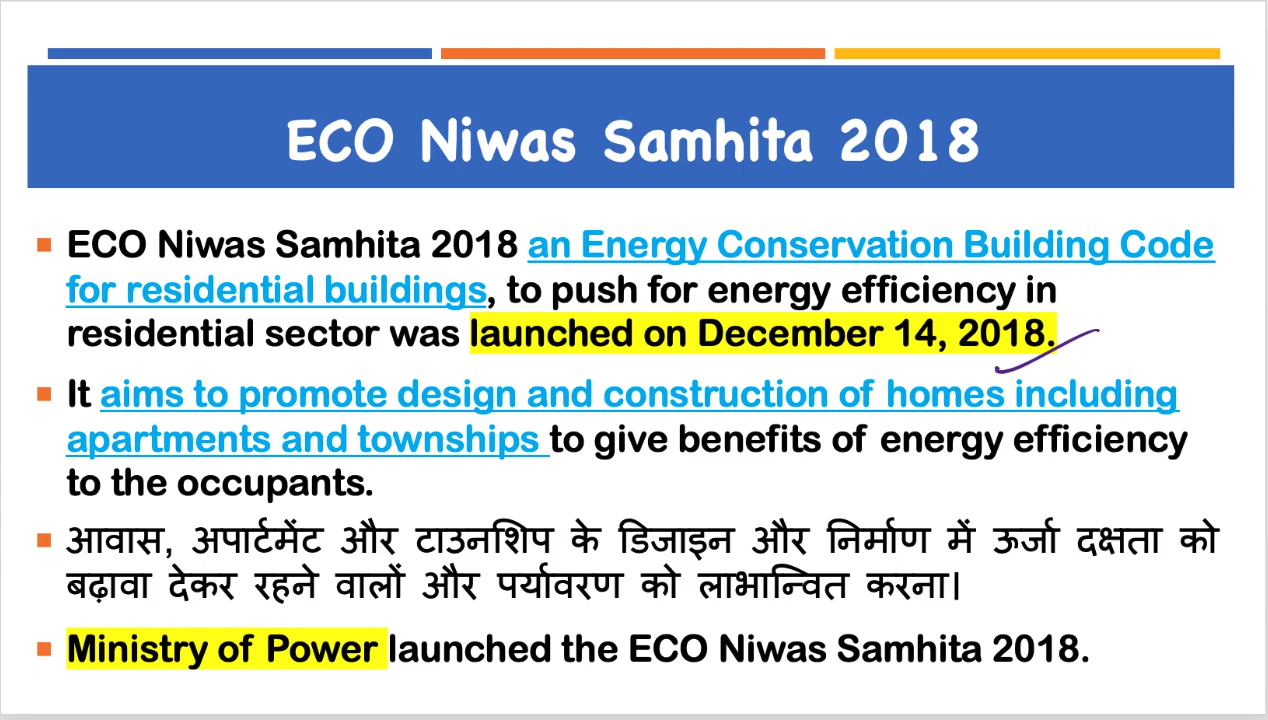 ECO Niwas Samhita 2018
ECO Niwas Samhita 2018 an Energy Conservation Building Code
for residential buildings, to push for energy efficiency in
residential sector was launched on December 14, 2018.
It aims to promote design and construction of homes including
apartments and townships to give benefits of energy efficiency
to the occupants.
आवास, अपार्टमेंट और टाउनशिप के डिजाइन और निर्माण में ऊर्जा दक्षता को
बढ़ावा देकर रहने वालों और पर्यावरण को लाभान्वित करना।
Ministry of Power launched the ECO Niwas Samhita 2018.